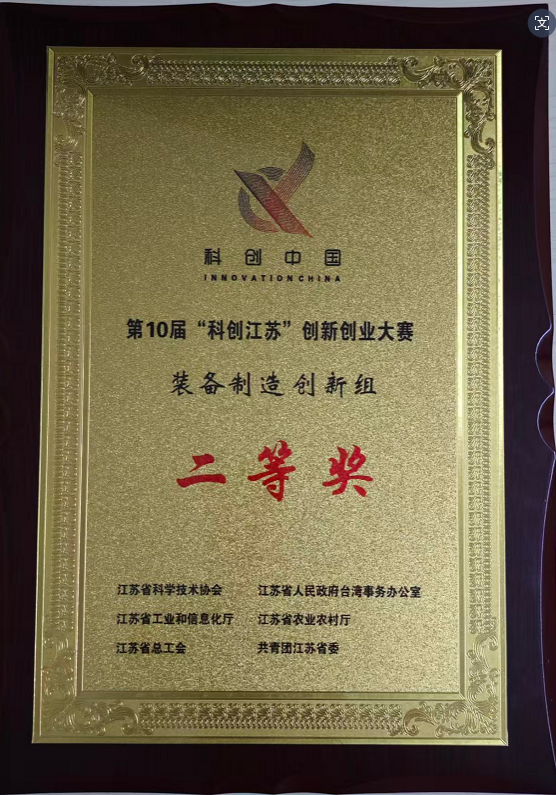 科创中国
INNOVATION CHINA
第10届“科创江苏”创新创业大赛
装备制造创新组
二等奖
江苏省科学技术协会 江苏省人民政府台湾事务办公室
江苏省工业和信息化厅 江苏省农业农村厅
江苏省总工会 共青团江苏省委